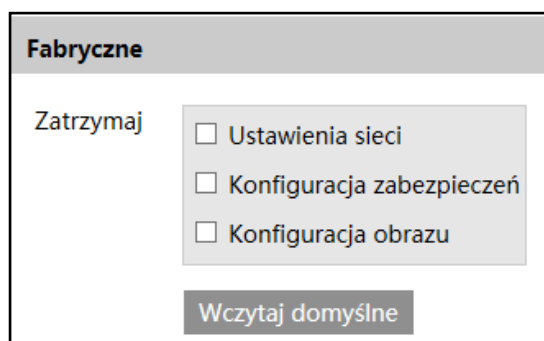 Fabryczne
Zatrzymaj
Ustawienia sieci
Konfiguracja zabezpieczeń
Konfiguracja obrazu
Wczytaj domyślne